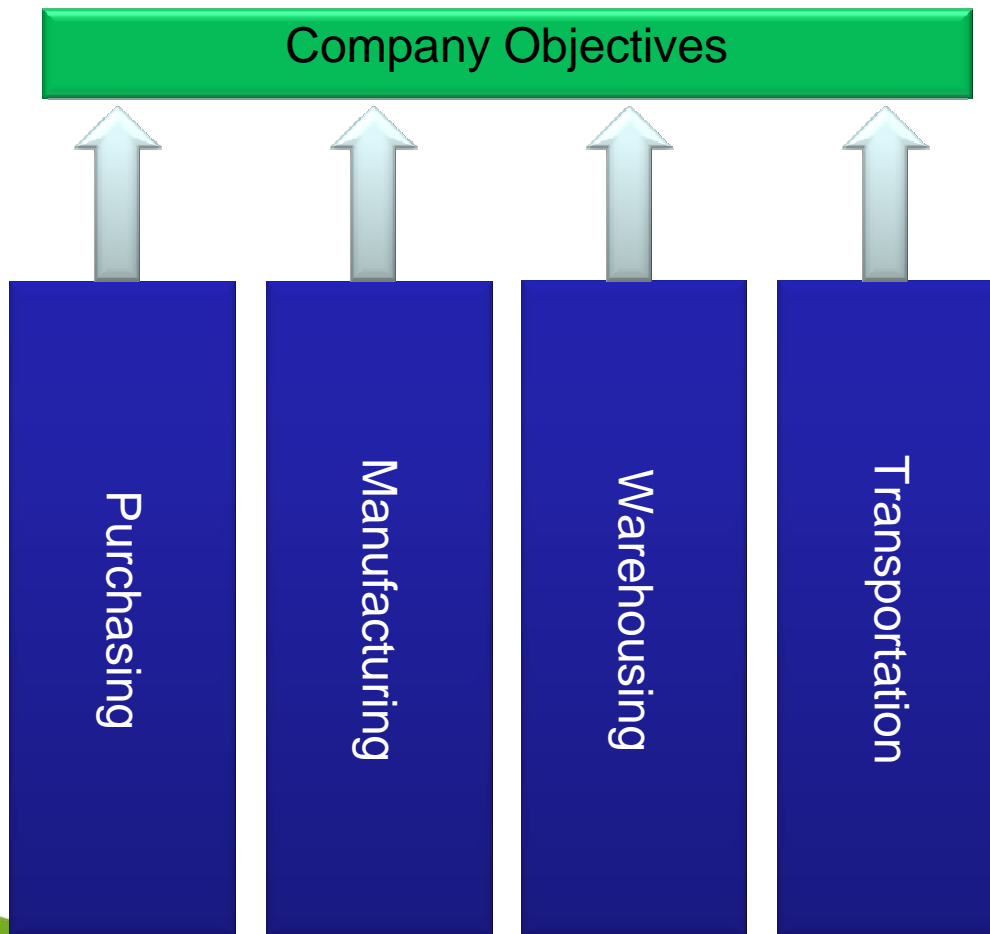 Company Objectives
Purchasing
Manufacturing
Warehousing
Transportation